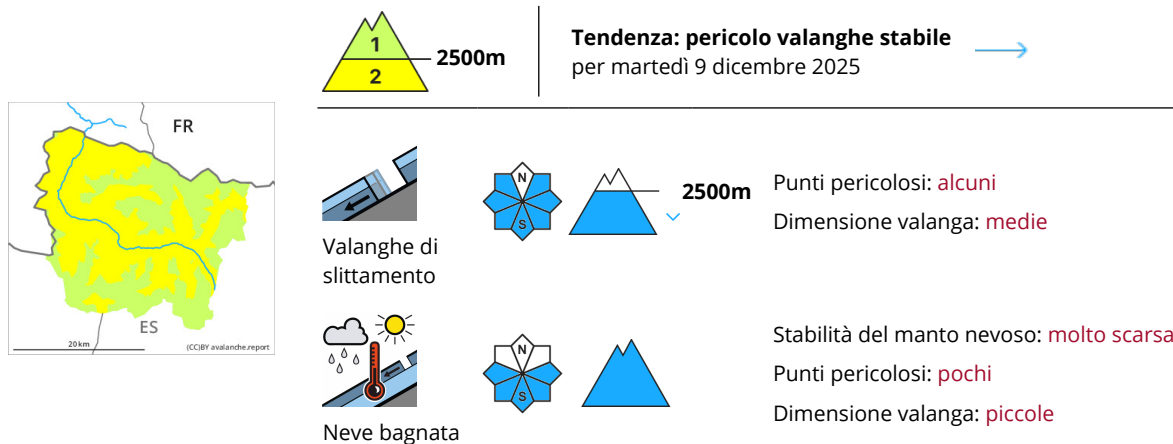 1
2
2500m
Tendenza: pericolo valanghe stabile
per martedì 9 dicembre 2025
FR
ES
20 km
(CC)BY avalanche.report
N
S
2500m
Punti pericolosi: alcuni
Dimensione valanga: medie
Valanghe di
slittamento
N
S
Stabilità del manto nevoso: molto scarsa
Punti pericolosi: pochi
Dimensione valanga: piccole
Neve bagnata